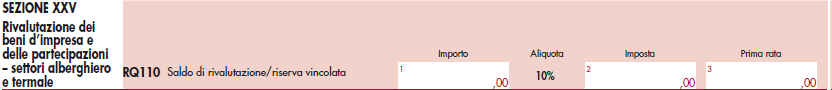 SEZIONE XXV
Rivalutazione dei
beni d’impresa e
delle partecipazioni
– settori alberghiero
e termale
Importo Aliquota Imposta Prima rata
RQ110 Saldo di rivalutazione/riserva vincolata 1 ,00 10% 2 ,00 3 ,00